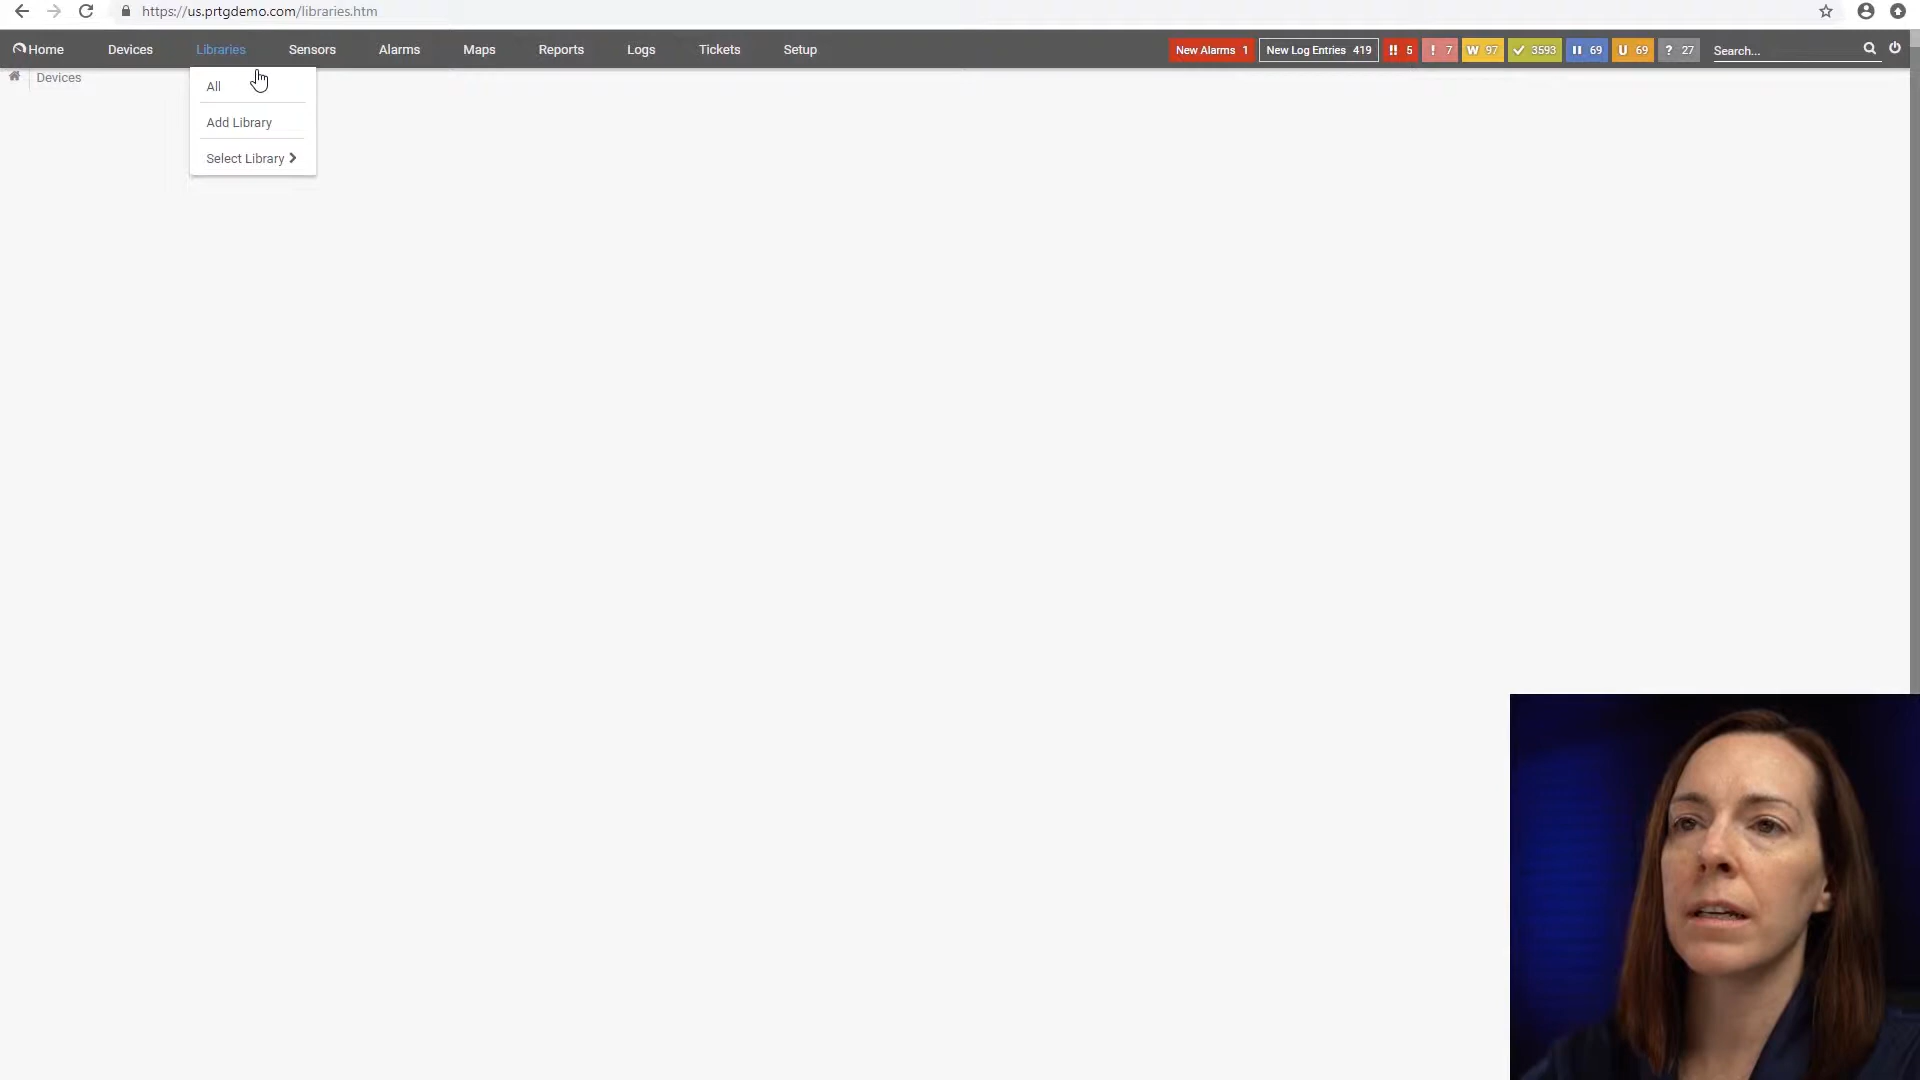 https://us.prtgdemo.com/libraries.htm
Home Devices Libraries Sensors Alarms Maps Reports Logs Tickets Setup New Alarms 1 New Log Entries 419 !! 5 ! 7 W 97 3593 69 U 69 ? 27 Search...
Devices
All
Add Library
Select Library